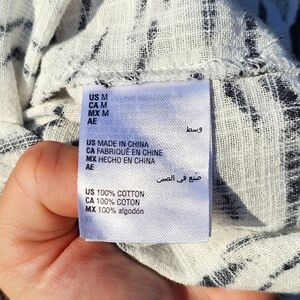 US M
CA M
MX M
AE
وسط
US MADE IN CHINA
CA FABRIQUÉ EN CHINE
MX HECHO EN CHINA
AE
صنع في الصين
US 100% COTTON
CA 100% COTTON
MX 100% algodón